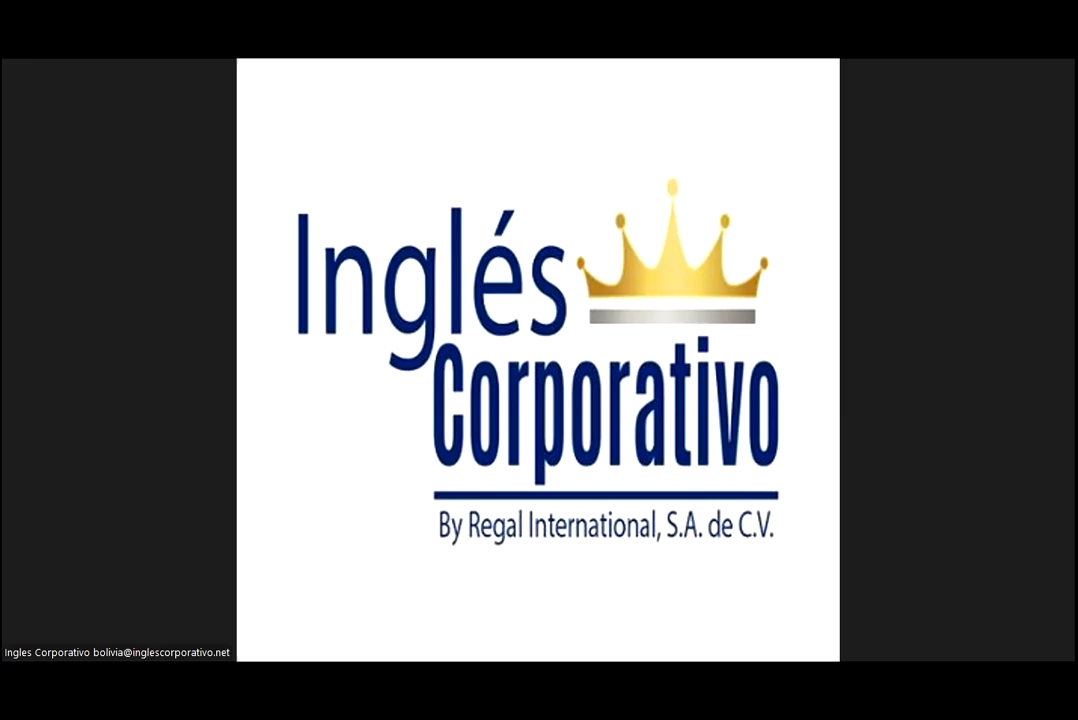 Inglés
Corporativo
By Regal International, S.A. de C.V.
Ingles Corporativo bolivia@inglescorporativo.net